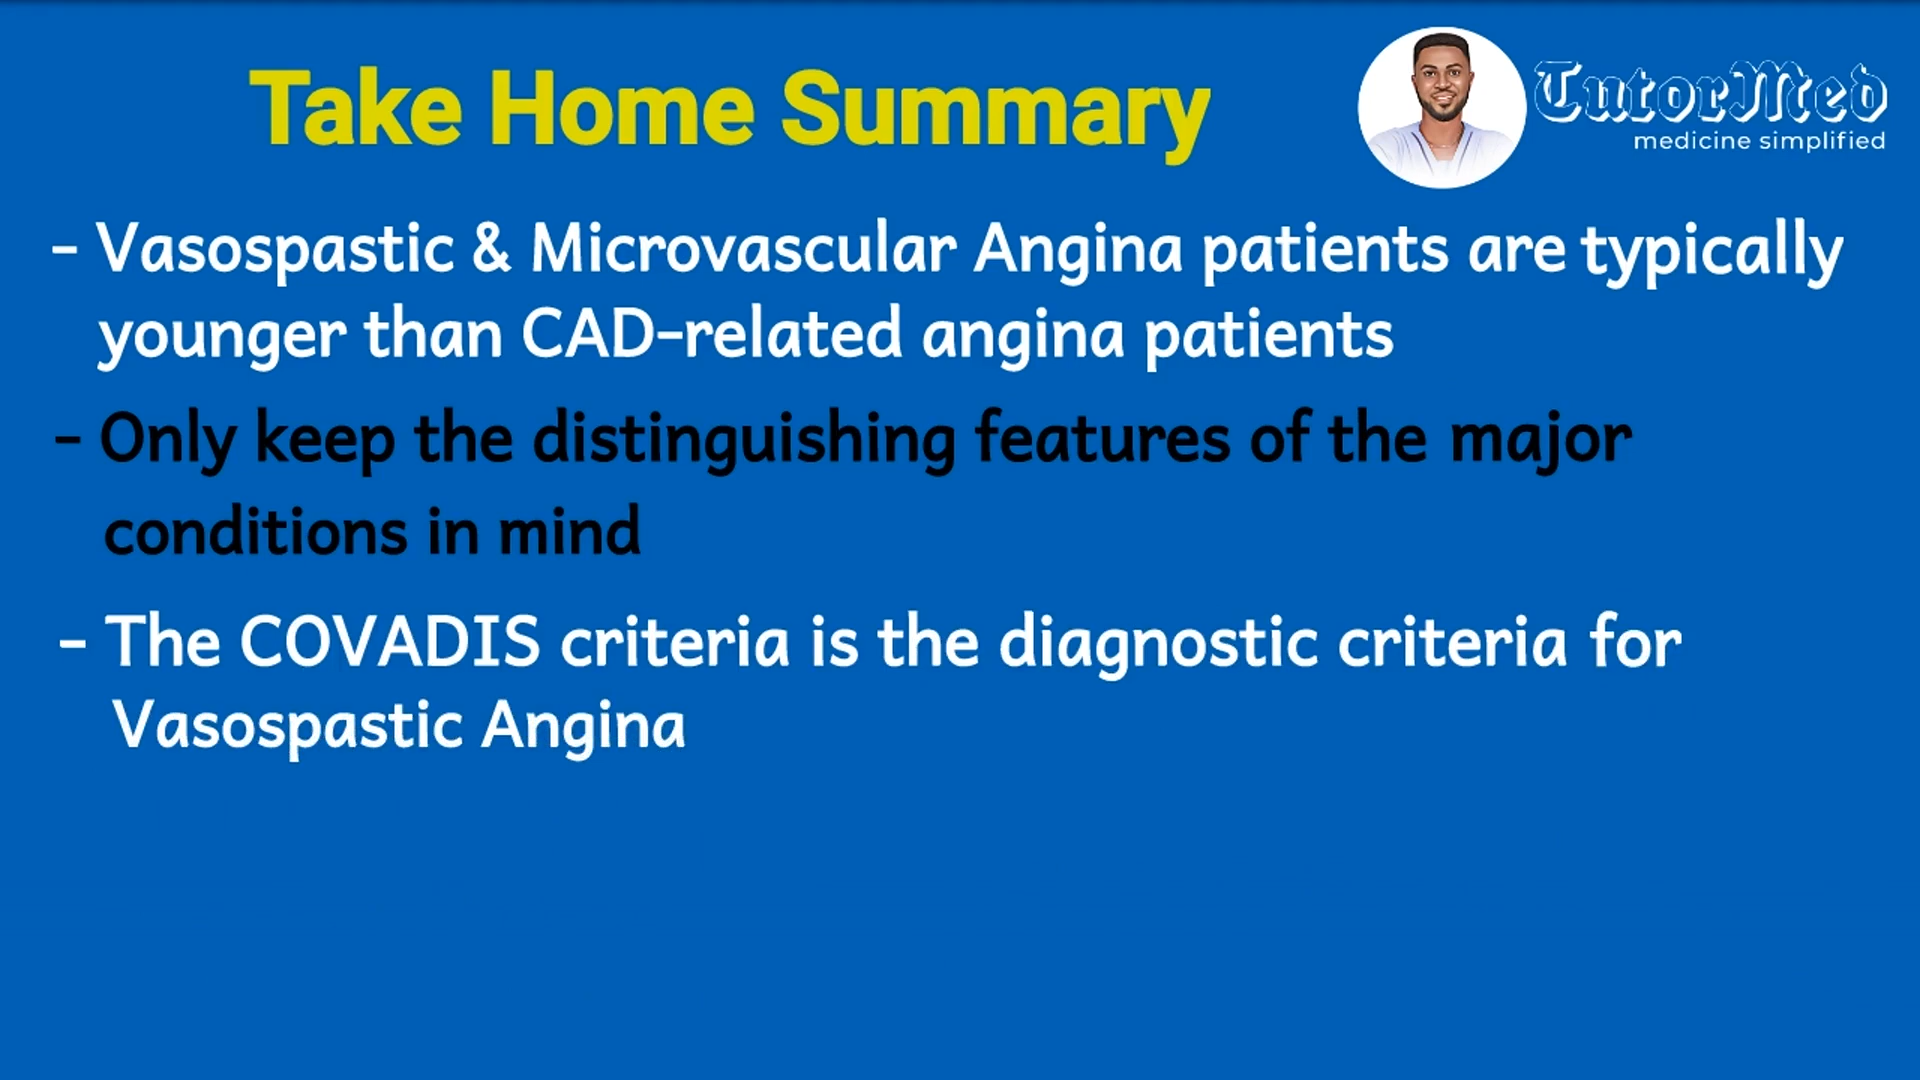 Take Home Summary
TutorMed
medicine simplified
- Vasospastic & Microvascular Angina patients are typically
younger than CAD-related angina patients
- Only keep the distinguishing features of the major
conditions in mind
- The COVADIS criteria is the diagnostic criteria for
Vasospastic Angina